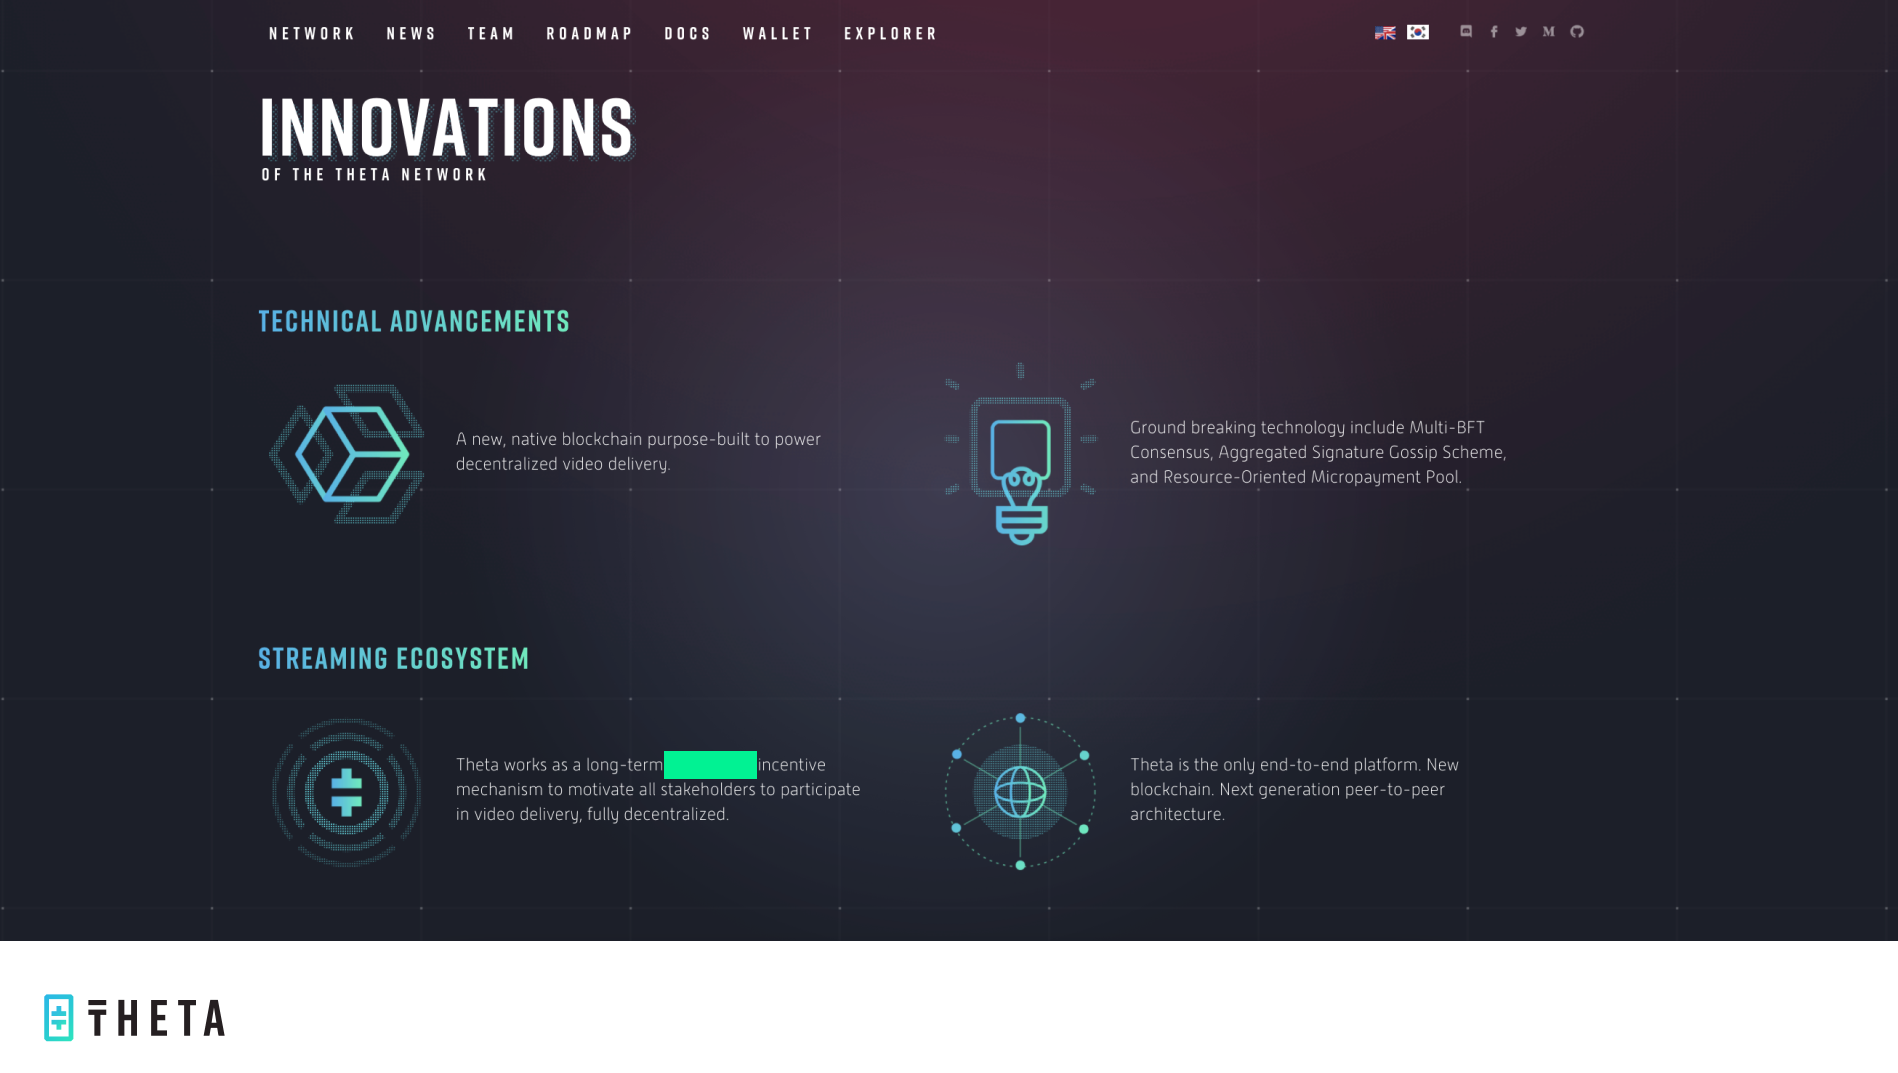 NETWORK NEWS TEAM ROADMAP DOCS WALLET EXPLORER
INNOVATIONS
OF THE THETA NETWORK
TECHNICAL ADVANCEMENTS
A new, native blockchain purpose-built to power
decentralized video delivery.
Ground breaking technology include Multi-BFT
Consensus, Aggregated Signature Gossip Scheme,
and Resource-Oriented Micropayment Pool.
STREAMING ECOSYSTEM
Theta works as a long-term incentive
mechanism to motivate all stakeholders to participate
in video delivery, fully decentralized.
Theta is the only end-to-end platform. New
blockchain. Next generation peer-to-peer
architecture.
THETA